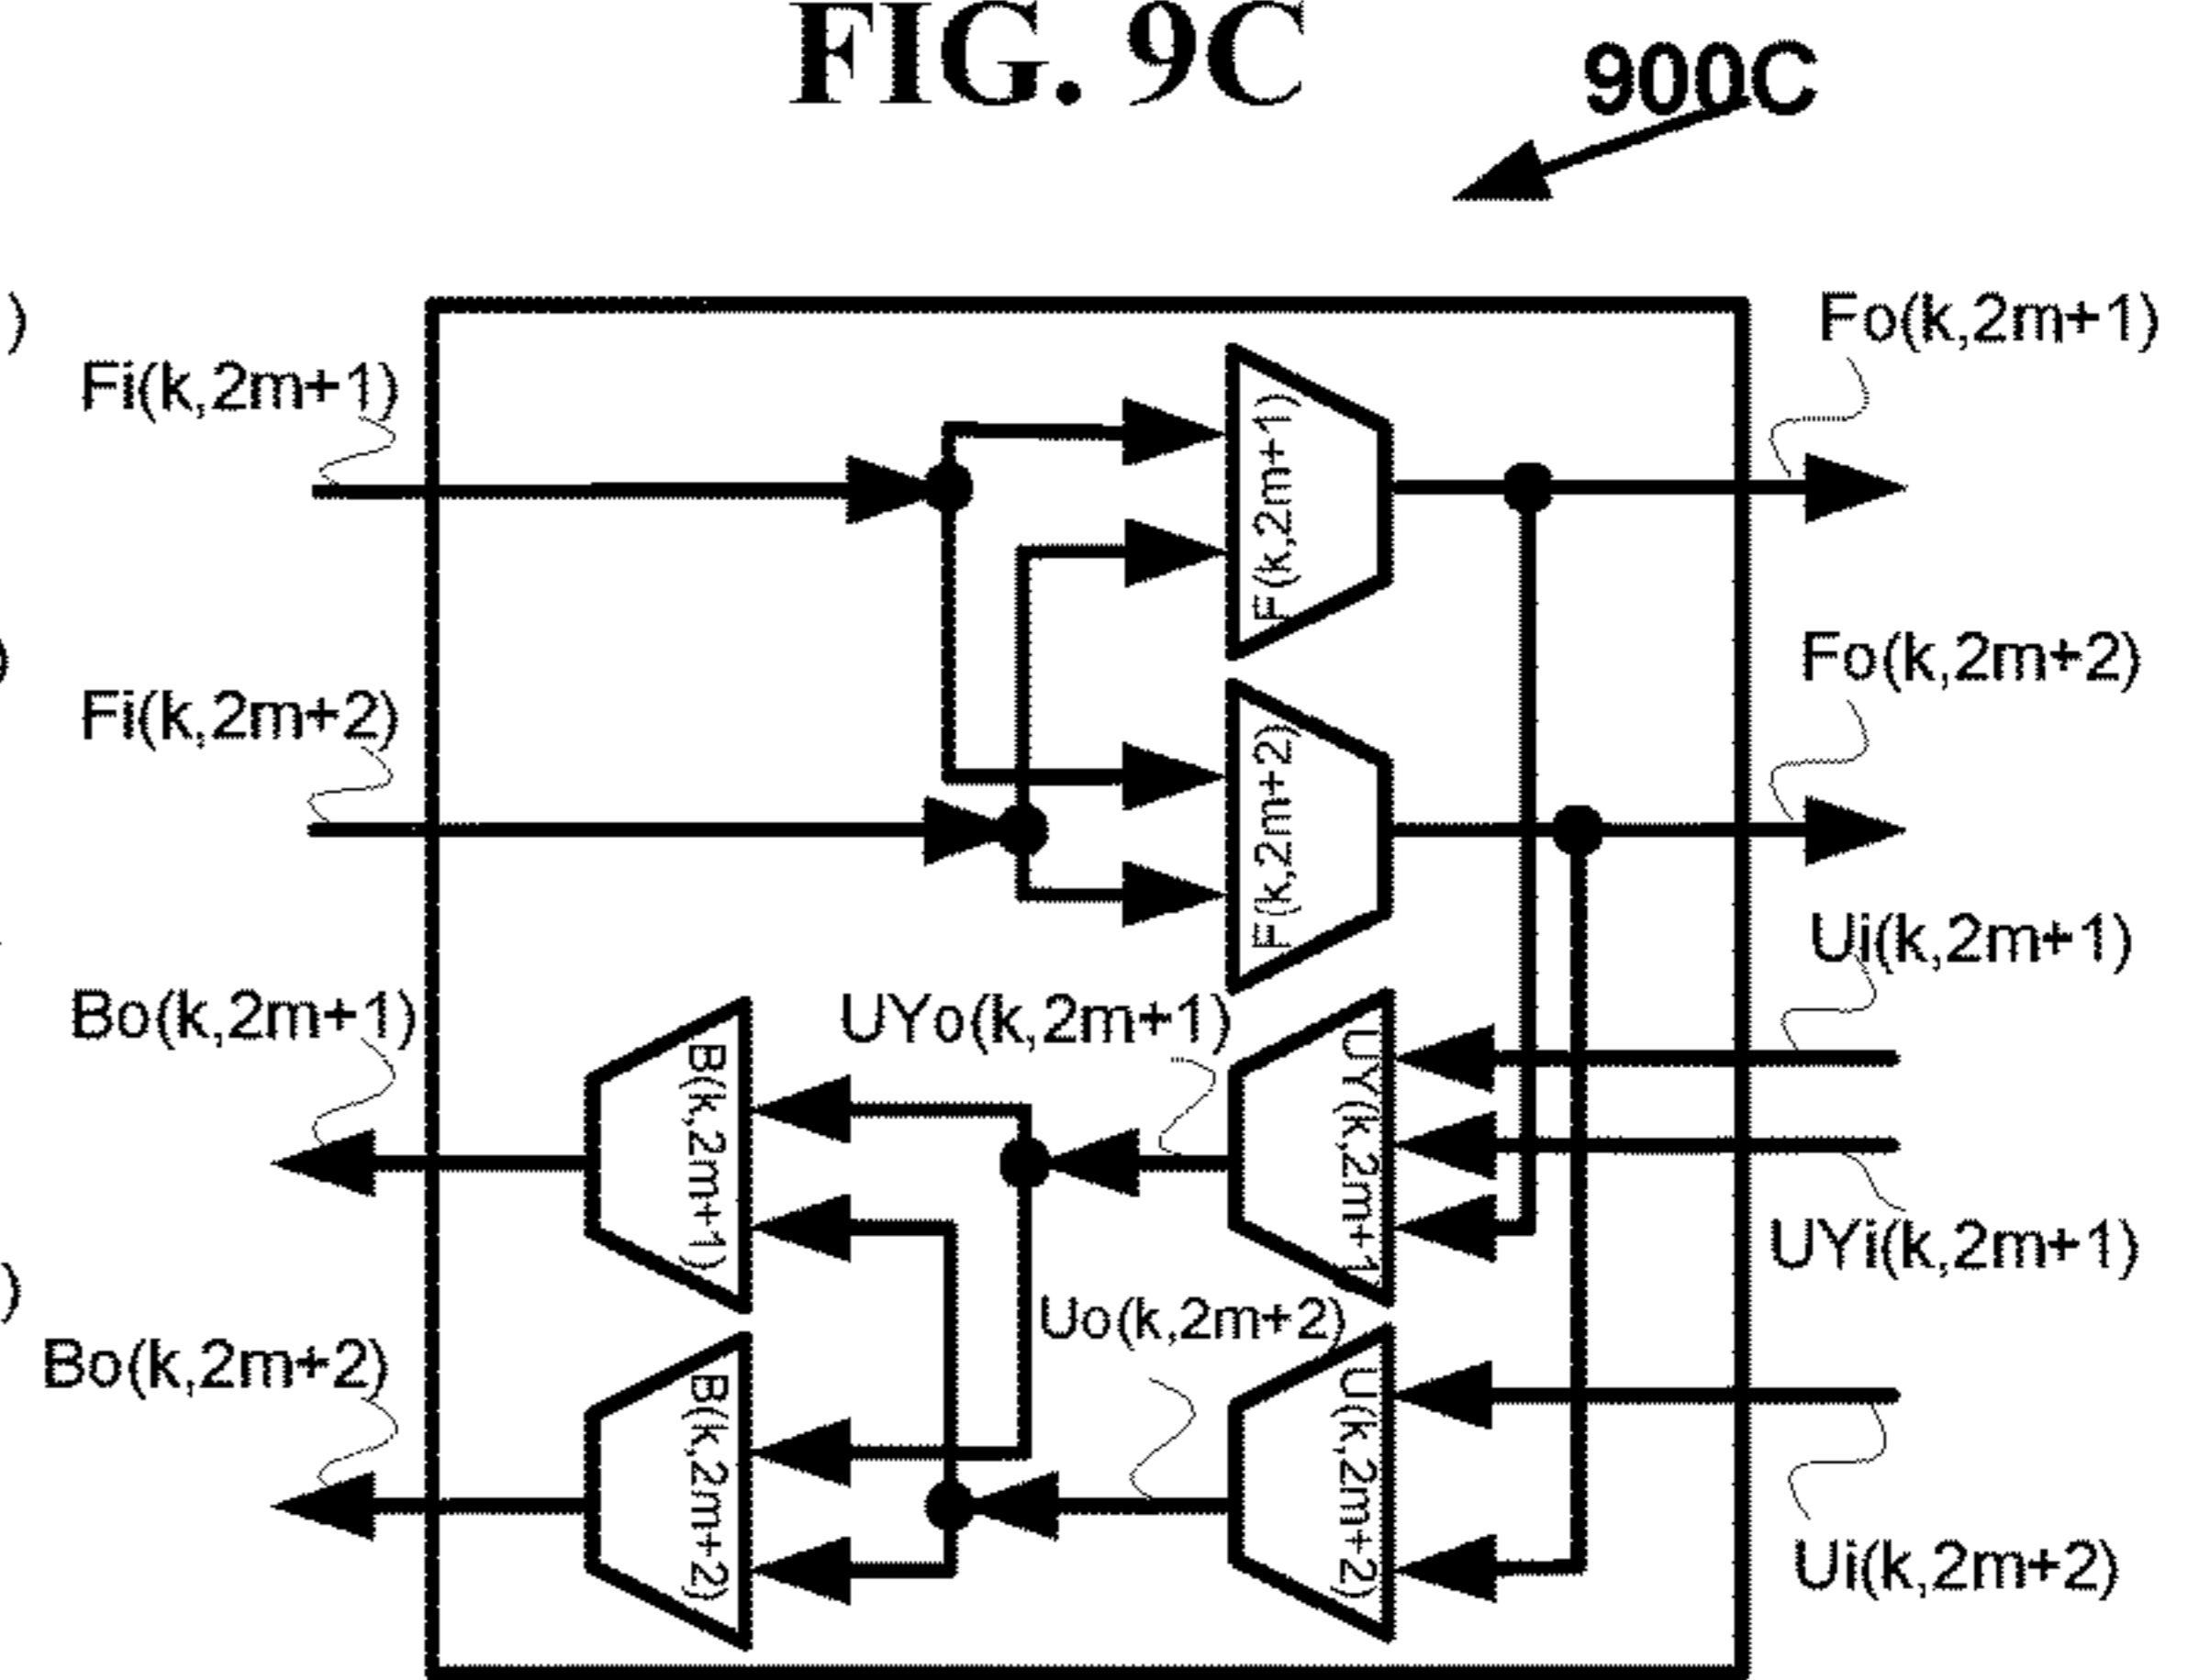 FIG. 9C
900C
)
Fo(k,2m+1)
Fi(k,2m+1)
F(k,2m+1)
)
Fo(k,2m+2)
Fi(k,2m+2)
F(k,2m+2)
Ui(k,2m+1)
Bo(k,2m+1)
UYo(k,2m+1)
B(k,2m+1)
UY(k,2m+1)
UYi(k,2m+1)
)
Uo(k,2m+2)
Bo(k,2m+2)
B(k,2m+2)
U(k,2m+2)
Ui(k,2m+2)